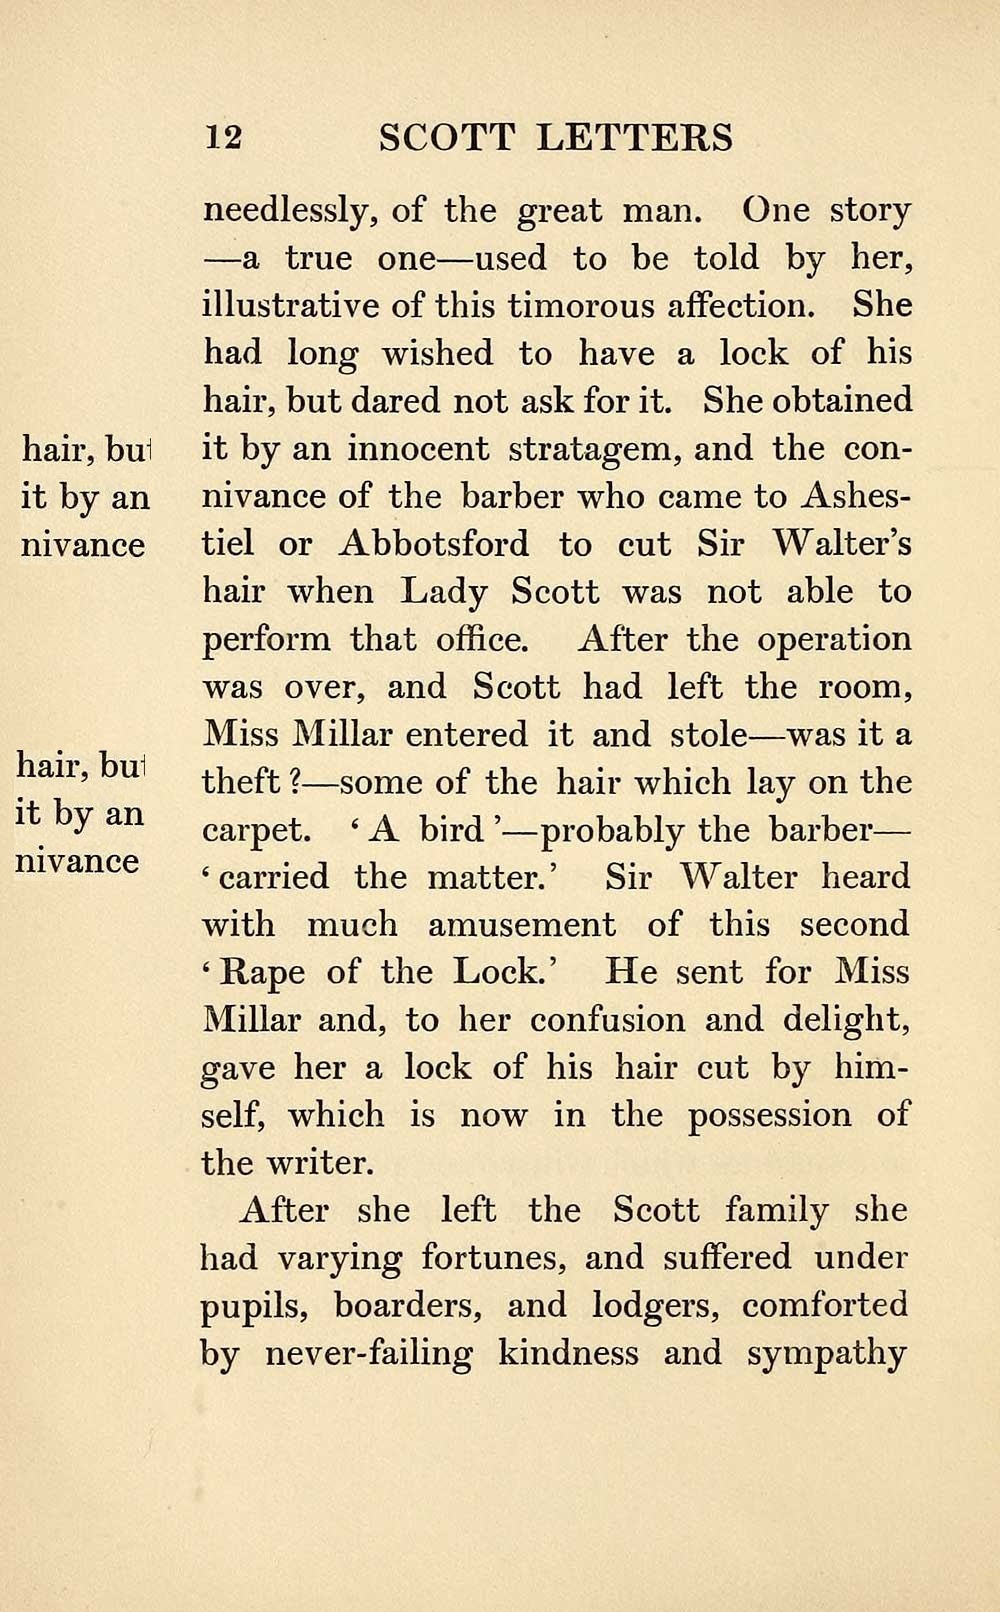 12 SCOTT LETTERS
needlessly, of the great man. One story
—a true one—used to be told by her,
illustrative of this timorous affection. She
had long wished to have a lock of his
hair, but dared not ask for it. She obtained
it by an innocent stratagem, and the con-
nivance of the barber who came to Ashes-
tiel or Abbotsford to cut Sir Walter's
hair when Lady Scott was not able to
perform that office. After the operation
was over, and Scott had left the room,
Miss Millar entered it and stole—was it a
theft?—some of the hair which lay on the
carpet. ‘A bird’—probably the barber—
‘carried the matter.’ Sir Walter heard
with much amusement of this second
‘Rape of the Lock.’ He sent for Miss
Millar and, to her confusion and delight,
gave her a lock of his hair cut by him-
self, which is now in the possession of
the writer.
After she left the Scott family she
had varying fortunes, and suffered under
pupils, boarders, and lodgers, comforted
by never-failing kindness and sympathy
hair, but
it by an
nivance
hair, but
it by an
nivance